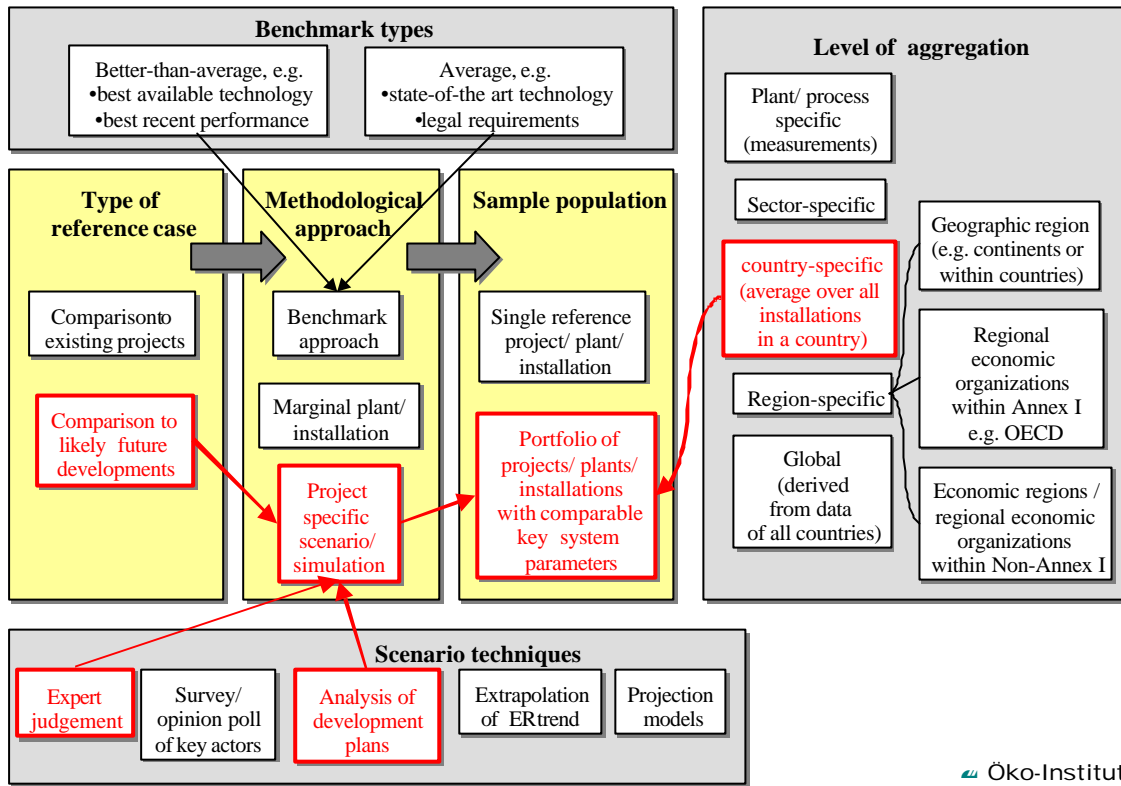 Benchmark types
Better-than-average, e.g.
•best available technology
•best recent performance
Average, e.g.
•state-of-the art technology
•legal requirements
Type of
reference case
Comparisonto
existing projects
Comparison to
likely future
developments
Methodological
approach
Benchmark
approach
Marginal plant/
installation
Project
specific
scenario/
simulation
Sample population
Single reference
project/ plant/
installation
Portfolio of
projects/ plants/
installations
with comparable
key system
parameters
Level of aggregation
Plant/ process
specific
(measurements)
Sector-specific
country-specific
(average over all
installations
in a country)
Region-specific
Global
(derived
from data
of all countries)
Geographic region
(e.g. continents or
within countries)
Regional
economic
organizations
within Annex I
e.g. OECD
Economic regions /
regional economic
organizations
within Non-Annex I
Scenario techniques
Expert
judgement
Survey/
opinion poll
of key actors
Analysis of
development
plans
Extrapolation
of ERtrend
Projection
models
Öko-Institut